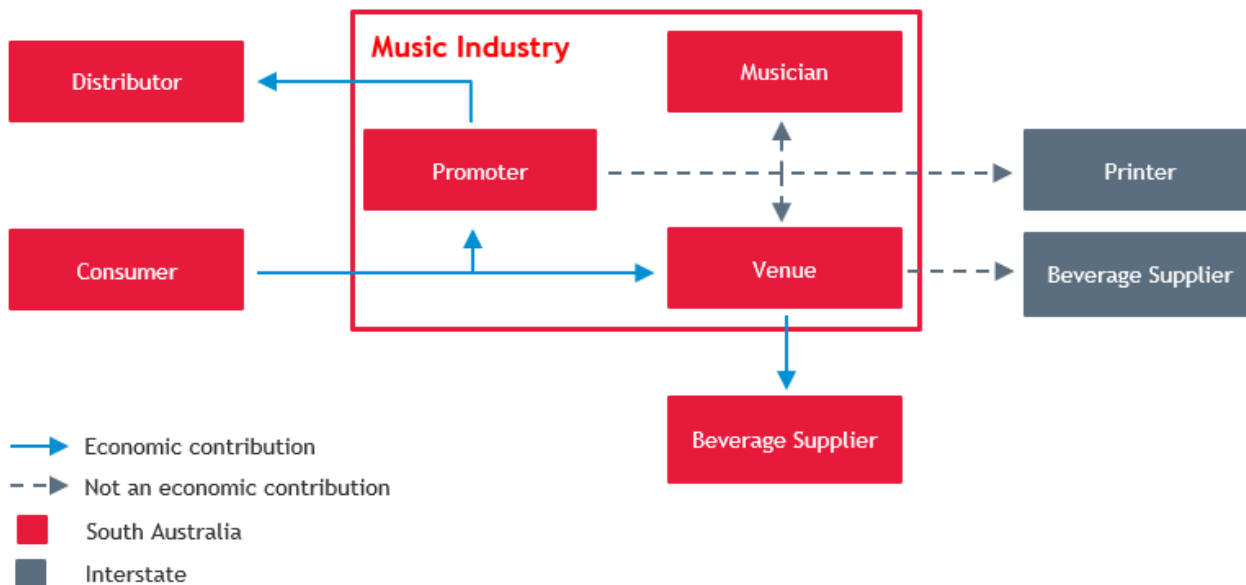 Music Industry
Distributor
Musician
Promoter
Printer
Consumer
Venue
Beverage Supplier
Beverage Supplier
Economic contribution
Not an economic contribution
South Australia
Interstate